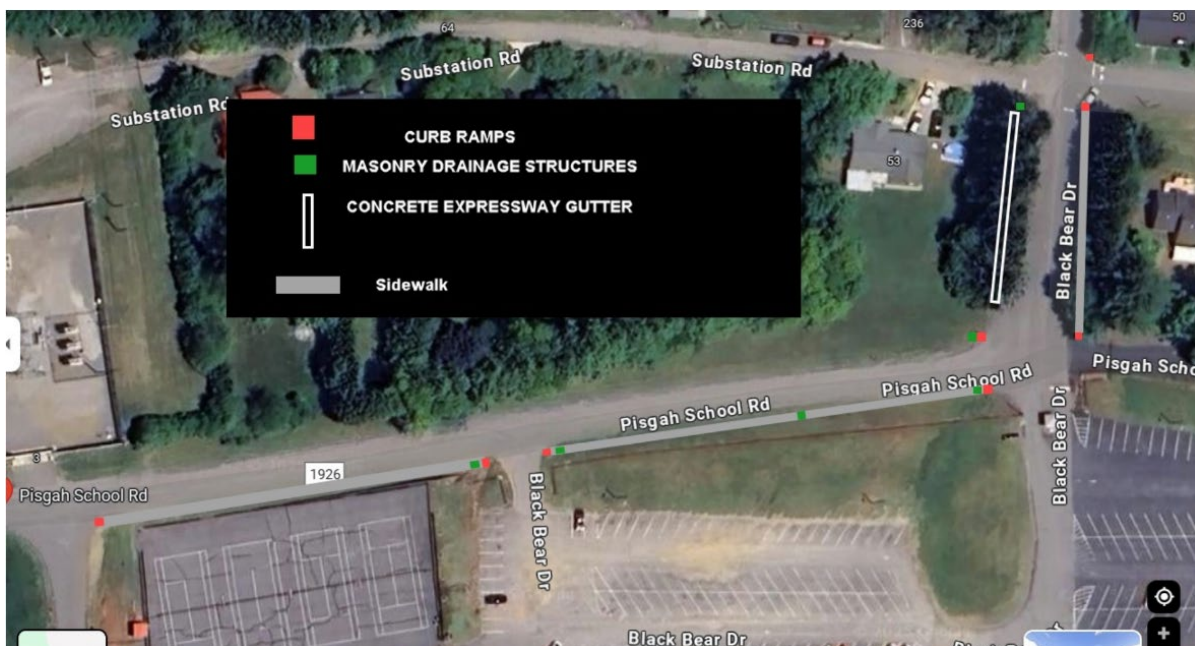 50
64
236
Substation Rd
Substation Rd
Substation Rd
CURB RAMPS
MASONRY DRAINAGE STRUCTURES
53
CONCRETE EXPRESSWAY GUTTER
Black Bear Dr
Sidewalk
Pisgah Scho
Pisgah School Rd
Pisgah School Rd
Black Bear Dr
3
1926
Pisgah School Rd
Black Bear Dr
Black Bear Dr